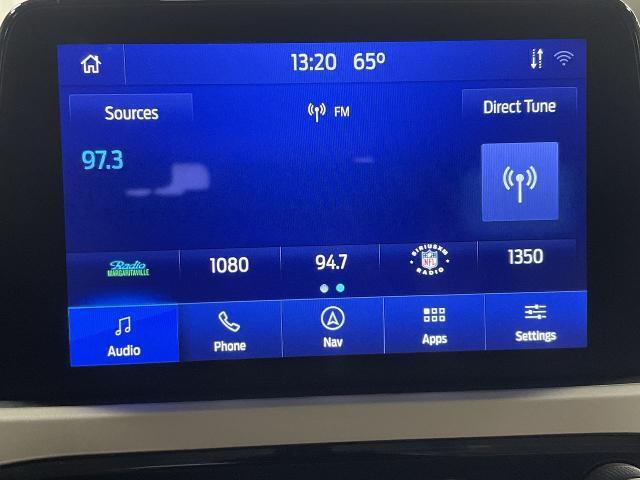 13:20 65°
Sources
FM
Direct Tune
97.3
Radio
MARGARITAVILLE
1080
94.7
SIRIUSXM
NFL
RADIO
1350
Audio
Phone
Nav
Apps
Settings